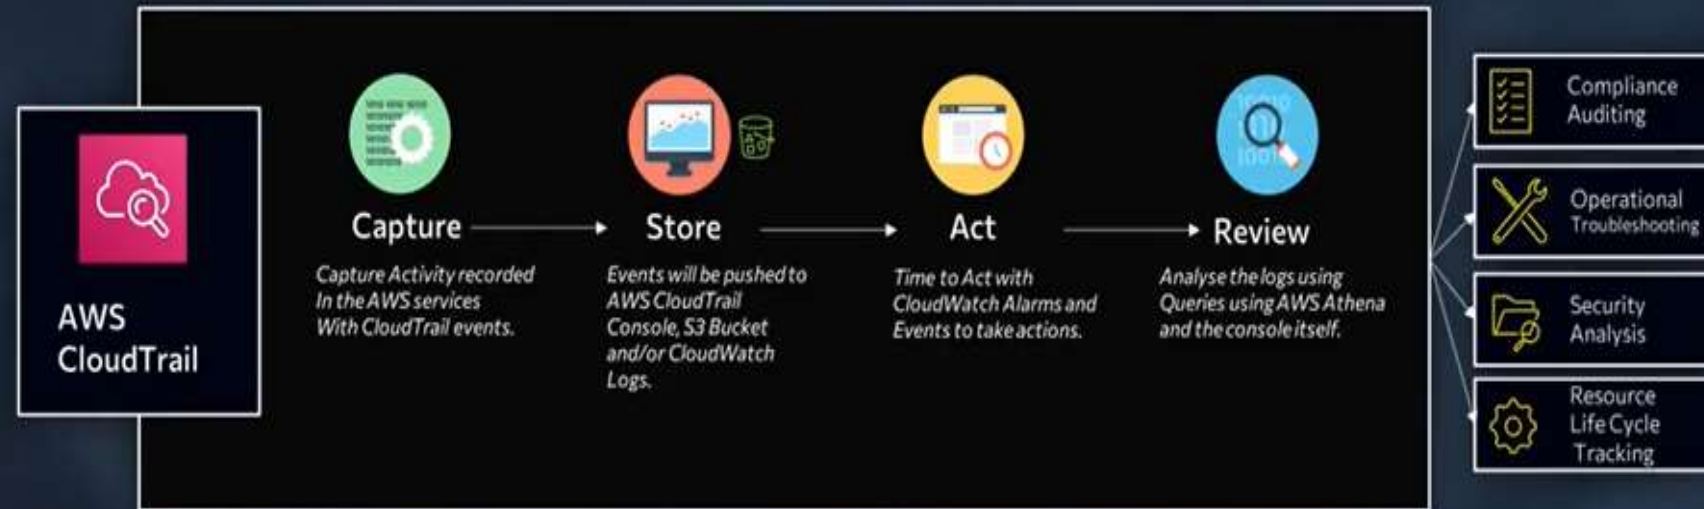 AWS
CloudTrail
Capture
Capture Activity recorded
In the AWS services
With CloudTrail events.
Store
Events will be pushed to
AWS CloudTrail
Console, S3 Bucket
and/or CloudWatch
Logs.
Act
Time to Act with
CloudWatch Alarms and
Events to take actions.
Review
Analyse the logs using
Queries using AWS Athena
and the console itself.
Compliance
Auditing
Operational
Troubleshooting
Security
Analysis
Resource
Life Cycle
Tracking